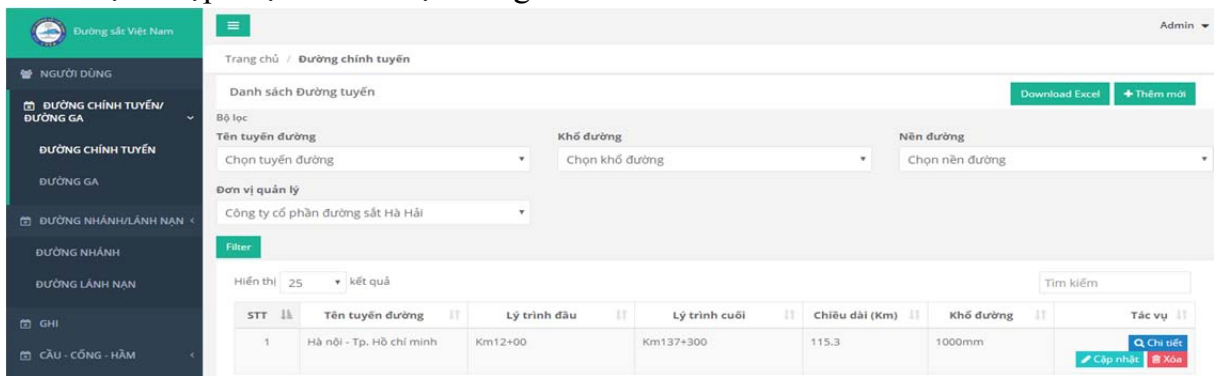 Đường sắt Việt Nam
Admin
Trang chủ / Đường chính tuyến
NGƯỜI DÙNG
ĐƯỜNG CHÍNH TUYẾN/
ĐƯỜNG GA
ĐƯỜNG CHÍNH TUYẾN
ĐƯỜNG GA
ĐƯỜNG NHÁNH/LÁNH NẠN
ĐƯỜNG NHÁNH
ĐƯỜNG LÁNH NẠN
GHI
CẦU - CỐNG - HẦM
Danh sách Đường tuyến
Download Excel
Thêm mới
Bộ lọc
Tên tuyến đường Khổ đường Nền đường
Chọn tuyến đường Chọn khổ đường Chọn nền đường
Đơn vị quản lý
Công ty cổ phần đường sắt Hà Hải
Filter
Hiển thị 25 kết quả
Tìm kiếm
STT Tên tuyến đường Lý trình đầu Lý trình cuối Chiều dài (Km) Khổ đường Tác vụ
1 Hà nội - Tp. Hồ chí minh Km12+00 Km137+300 115.3 1000mm Chi tiết
Cập nhật Xóa